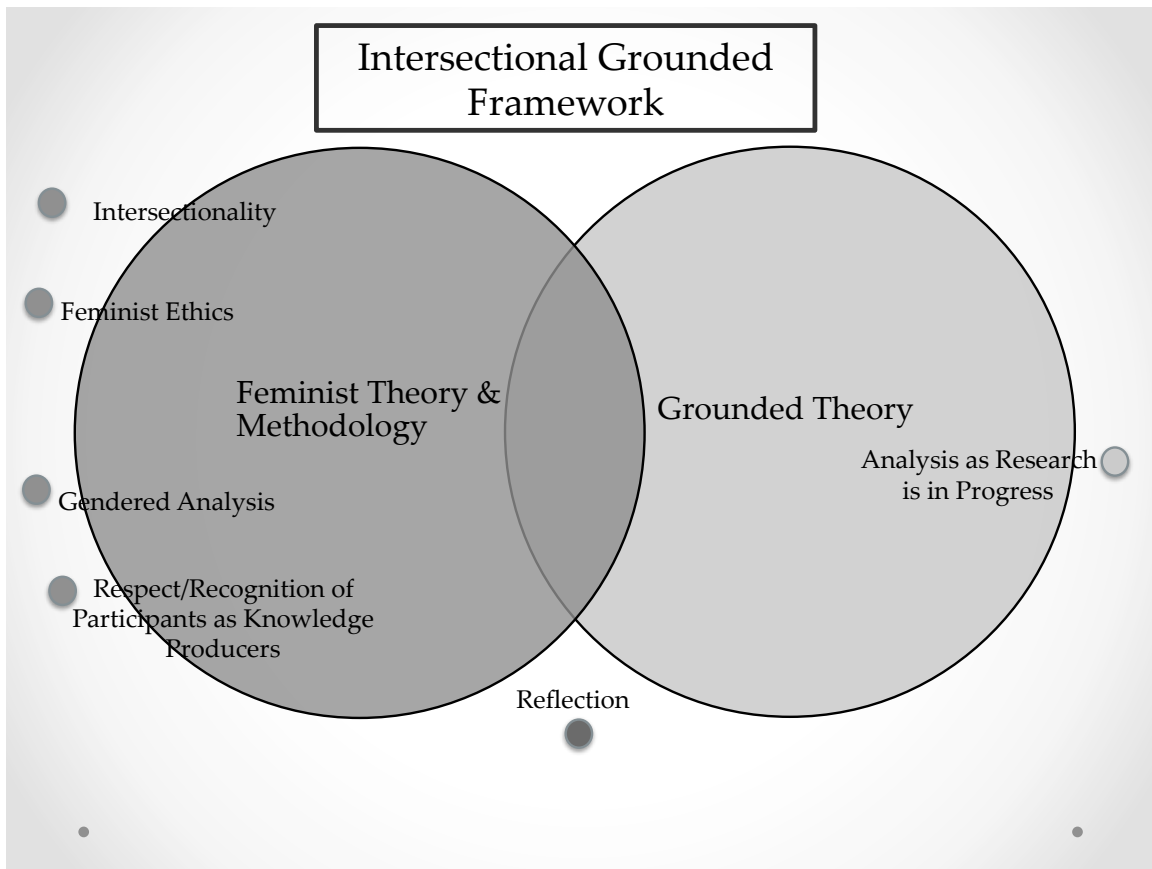 Intersectional Grounded
Framework
Intersectionality
Feminist Ethics
Feminist Theory &
Methodology
Grounded Theory
Analysis as Research
is in Progress
Gendered Analysis
Respect/Recognition of
Participants as Knowledge
Producers
Reflection